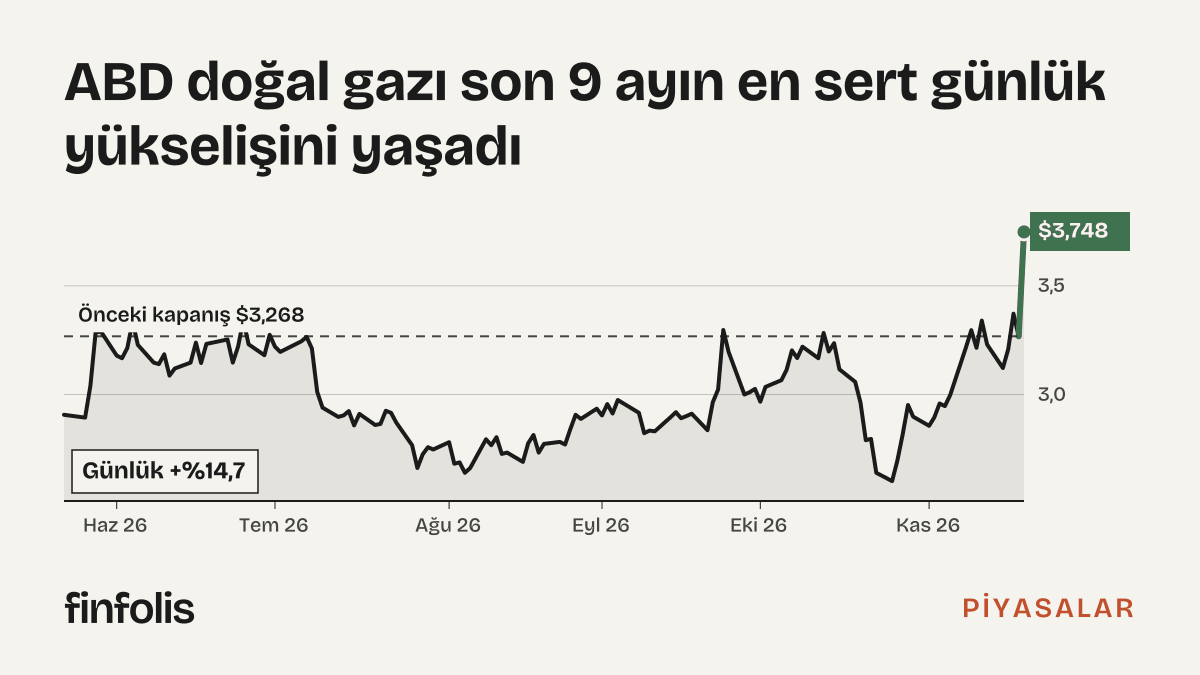 ABD doğal gazı son 9 ayın en sert günlük
yükselişini yaşadı
$3,748
3,5
Önceki kapanış $3,268
3,0
Günlük +%14,7
Haz 26 Tem 26 Ağu 26 Eyl 26 Eki 26 Kas 26
finfolis
PİYASALAR